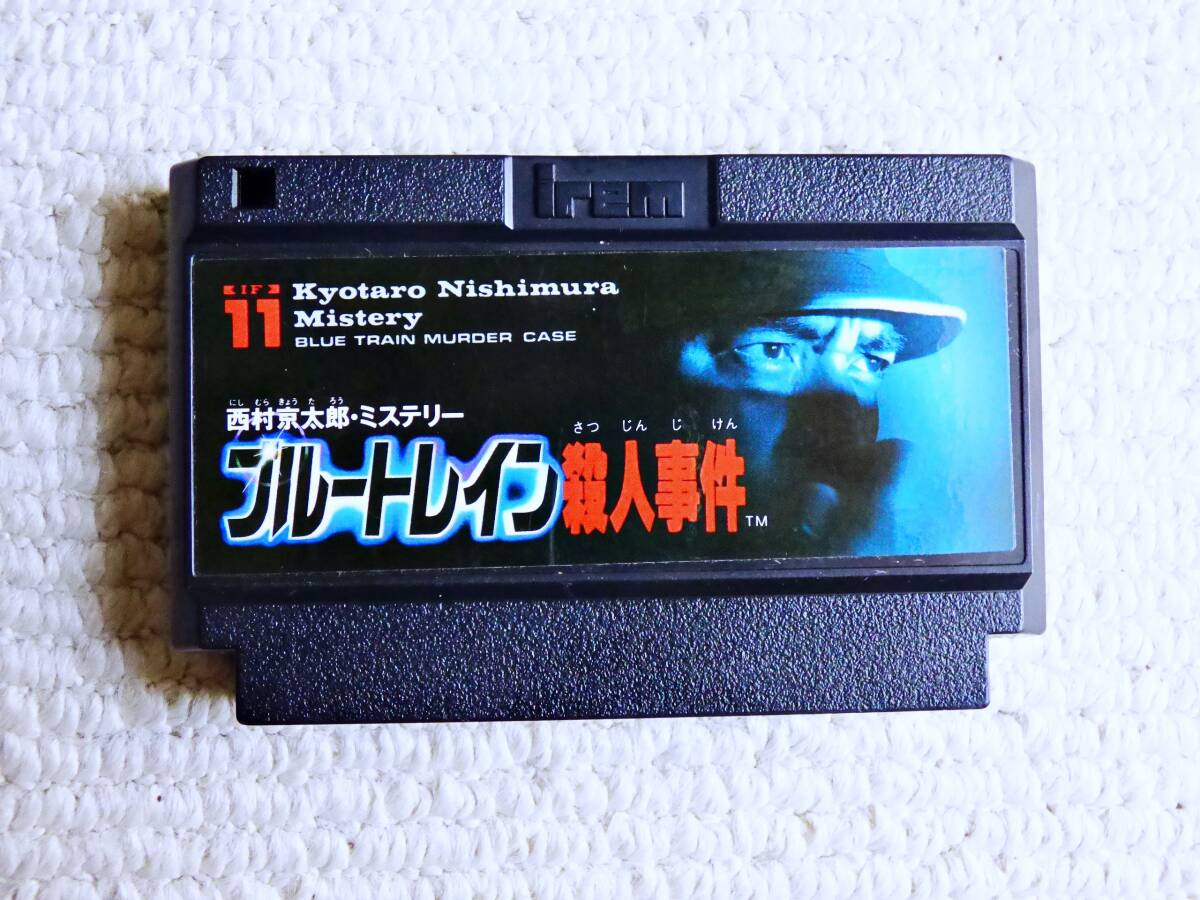 irem
IF
11
Kyotaro Nishimura
Mistery
BLUE TRAIN MURDER CASE
にし むら きょう た ろう
西村京太郎・ミステリー
さつ じん じ けん
ブルートレイン殺人事件™